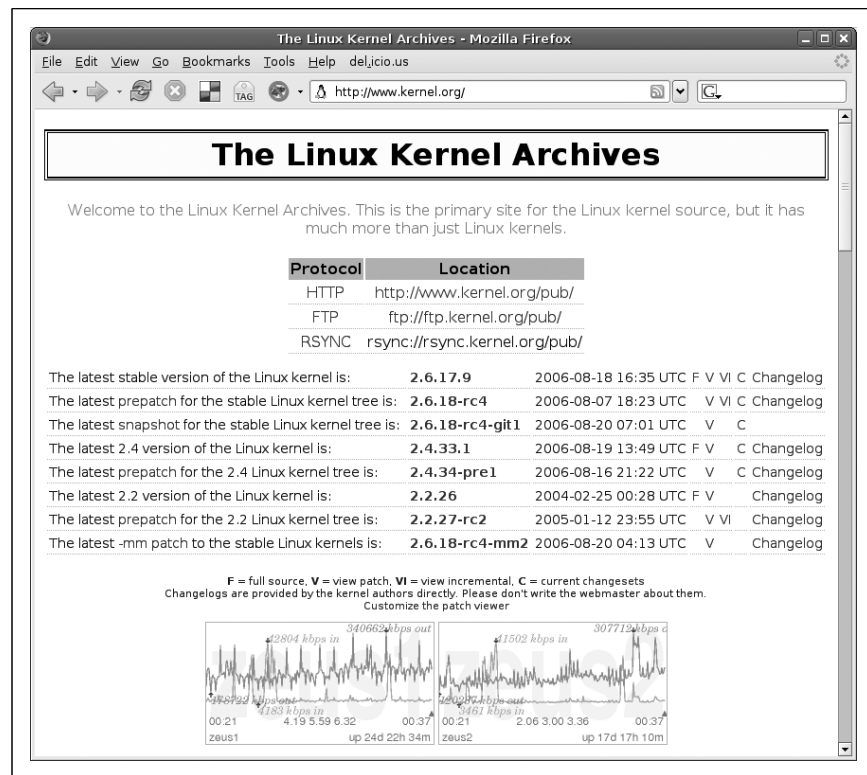 The Linux Kernel Archives - Mozilla Firefox
File Edit View Go Bookmarks Tools Help del.icio.us
TAG http://www.kernel.org/ G
The Linux Kernel Archives
Welcome to the Linux Kernel Archives. This is the primary site for the Linux kernel source, but it has
much more than just Linux kernels.
Protocol Location
HTTP http://www.kernel.org/pub/
FTP ftp://ftp.kernel.org/pub/
RSYNC rsync://rsync.kernel.org/pub/
The latest stable version of the Linux kernel is: 2.6.17.9 2006-08-18 16:35 UTC F V VI C Changelog
The latest prepatch for the stable Linux kernel tree is: 2.6.18-rc4 2006-08-07 18:23 UTC V VI C Changelog
The latest snapshot for the stable Linux kernel tree is: 2.6.18-rc4-git1 2006-08-20 07:01 UTC V C
The latest 2.4 version of the Linux kernel is: 2.4.33.1 2006-08-19 13:49 UTC F V C Changelog
The latest prepatch for the 2.4 Linux kernel tree is: 2.4.34-pre1 2006-08-16 21:22 UTC V C Changelog
The latest 2.2 version of the Linux kernel is: 2.2.26 2004-02-25 00:28 UTC F V Changelog
The latest prepatch for the 2.2 Linux kernel tree is: 2.2.27-rc2 2005-01-12 23:55 UTC V VI Changelog
The latest -mm patch to the stable Linux kernels is: 2.6.18-rc4-mm2 2006-08-20 04:13 UTC V Changelog
F = full source, V = view patch, VI = view incremental, C = current changesets
Changelogs are provided by the kernel authors directly. Please don't write the webmaster about them.
Customize the patch viewer
340662 kbps out 307712 kbps o
42804 kbps in 41502 kbps in
zeus1 zeus2
178722 kbps out kbps out
4183 kbps in 3461 kbps in
00:21 4.19 5.59 6.32 00:37 00:21 2.06 3.00 3.36 00:37
zeus1 up 24d 22h 34m zeus2 up 17d 17h 10m